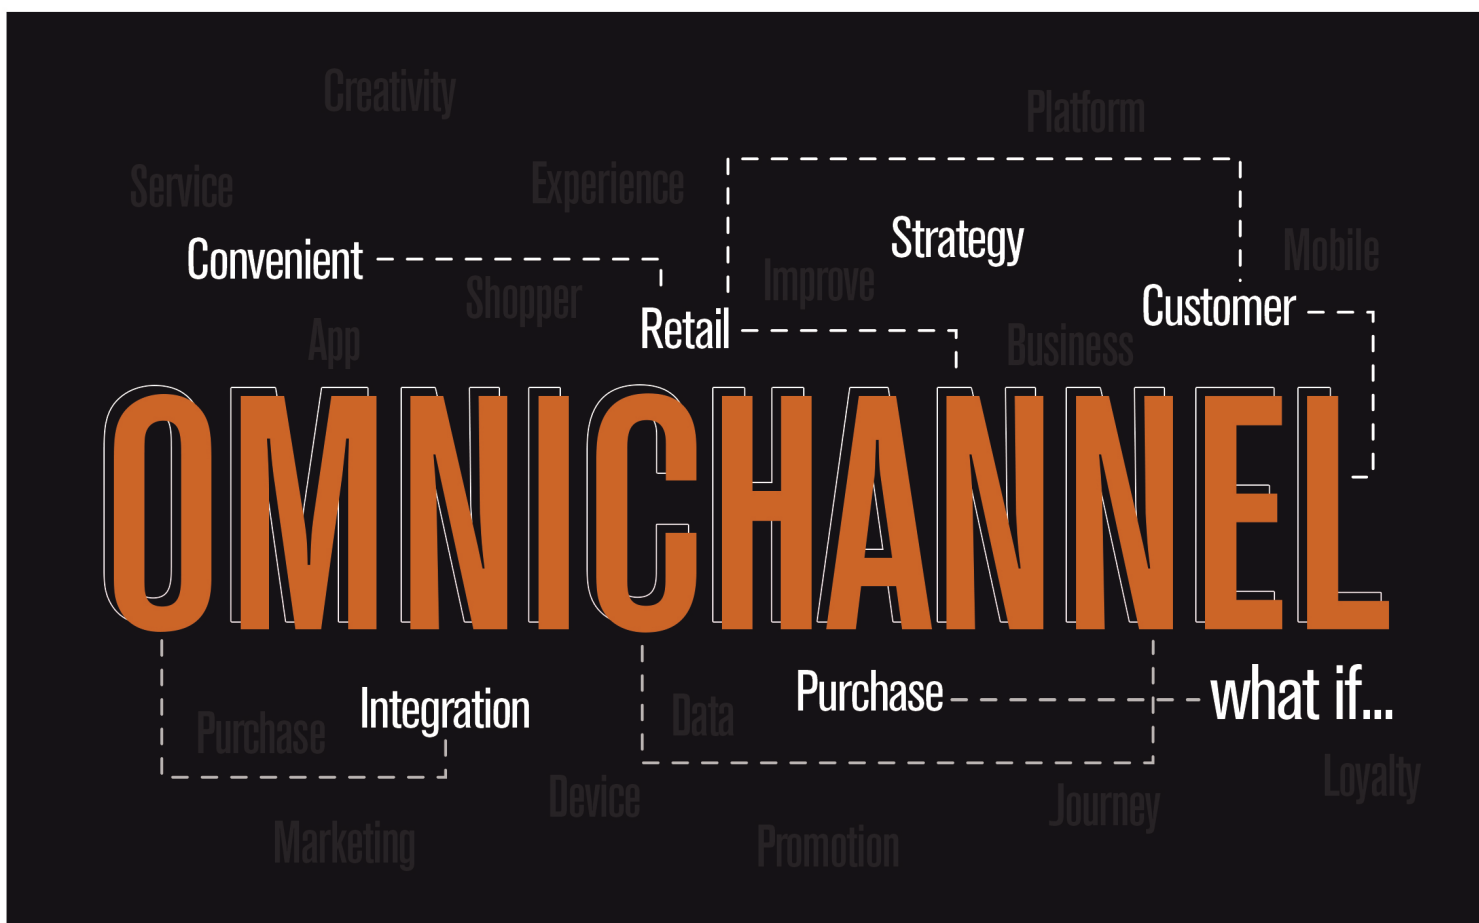 Creativity
Platform
Service
Experience
Strategy
Convenient
Mobile
Shopper
Improve
Customer
Retail
App
Business
OMNICHANNEL
Integration
Purchase
what if...
Purchase
Data
Loyalty
Device
Journey
Marketing
Promotion